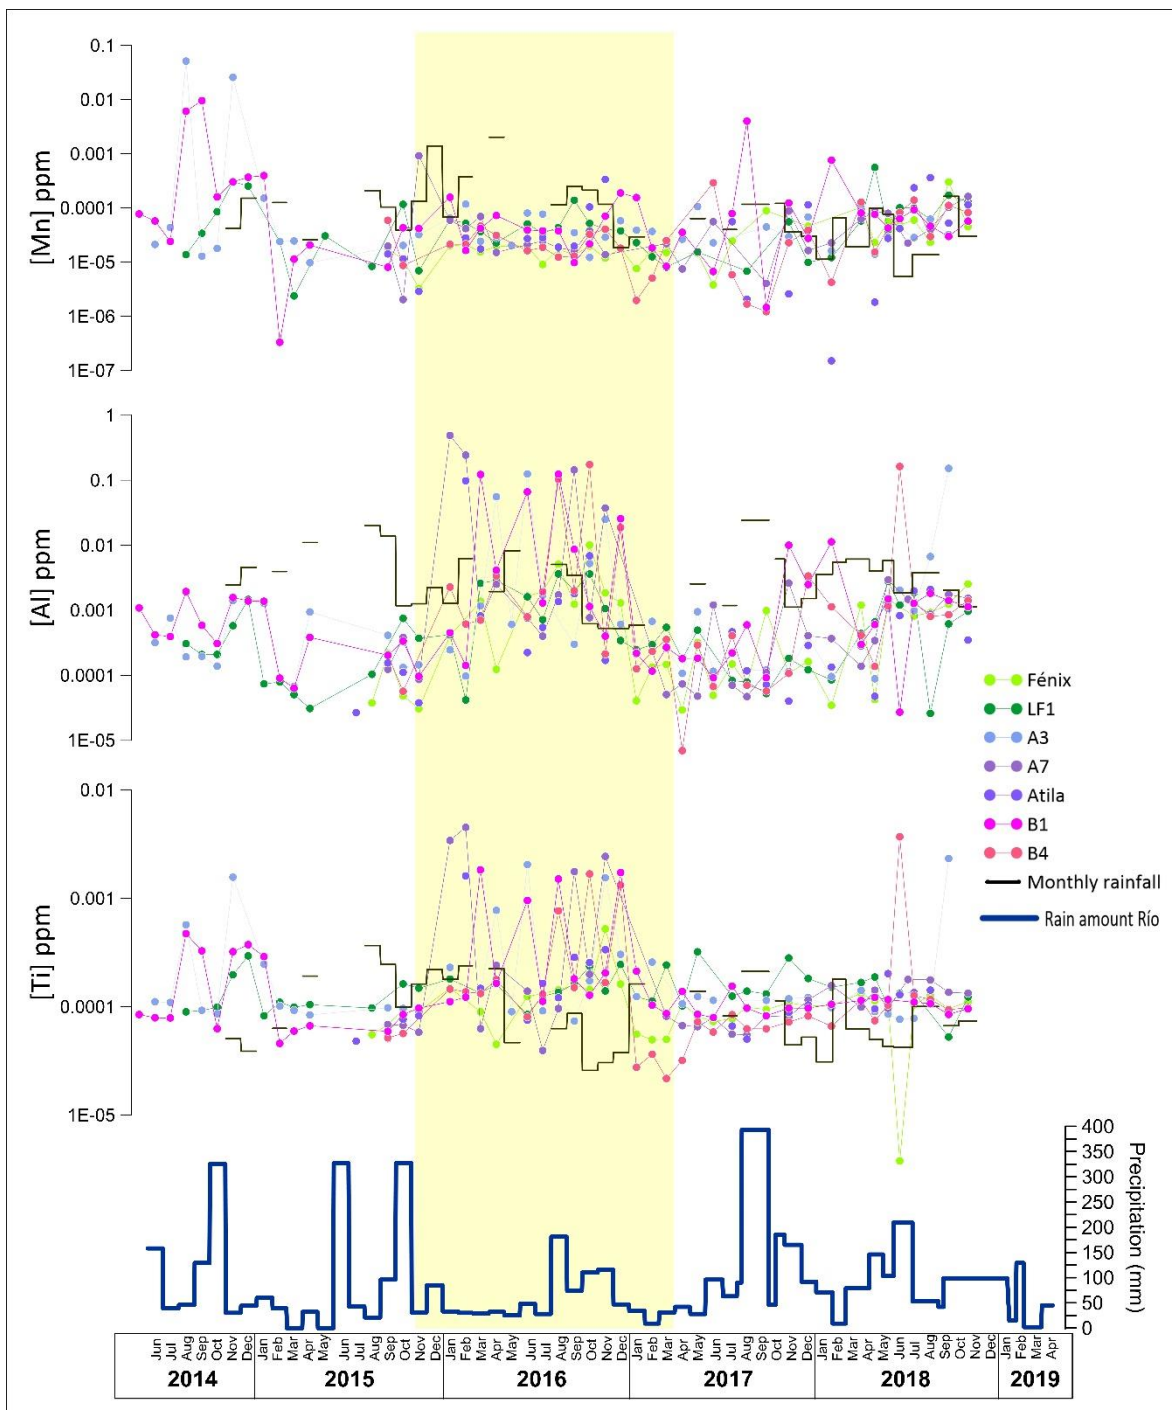 0.1
0.01
0.001
0.0001
1E-05
1E-06
1E-07
[Mn] ppm
1
0.1
0.01
0.001
0.0001
1E-05
[Al] ppm
0.01
0.001
0.0001
1E-05
[Ti] ppm
Fénix
LF1
A3
A7
Atila
B1
B4
Monthly rainfall
Rain amount Río
400
350
300
250
200
150
100
50
0
Precipitation (mm)
Jun Jul Aug Sep Oct Nov Dec Jan Feb Mar Apr May Jun Jul Aug Sep Oct Nov Dec Jan Feb Mar Apr May Jun Jul Aug Sep Oct Nov Dec Jan Feb Mar Apr May Jun Jul Aug Sep Oct Nov Dec Jan Feb Mar Apr May Jun Jul Aug Sep Oct Nov Dec Jan Feb Mar Apr
2014 2015 2016 2017 2018 2019